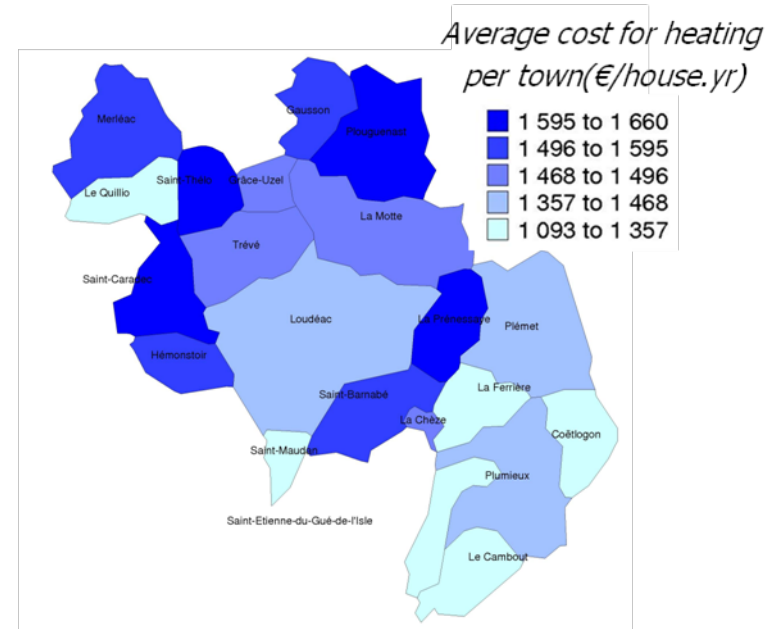 Average cost for heating
per town(€/house.yr)
1 595 to 1 660
1 496 to 1 595
1 468 to 1 496
1 357 to 1 468
1 093 to 1 357
Merléac
Gausson
Plouguenast
Le Quillio
Saint-Thélo
Grâce-Uzel
La Motte
Trévé
Saint-Caradec
Loudéac
La Prénessaye
Plémet
Hémonstoir
Saint-Barnabé
La Ferrière
La Chèze
Coëtlogon
Saint-Maudan
Plumieux
Saint-Etienne-du-Gué-de-l'Isle
Le Cambout